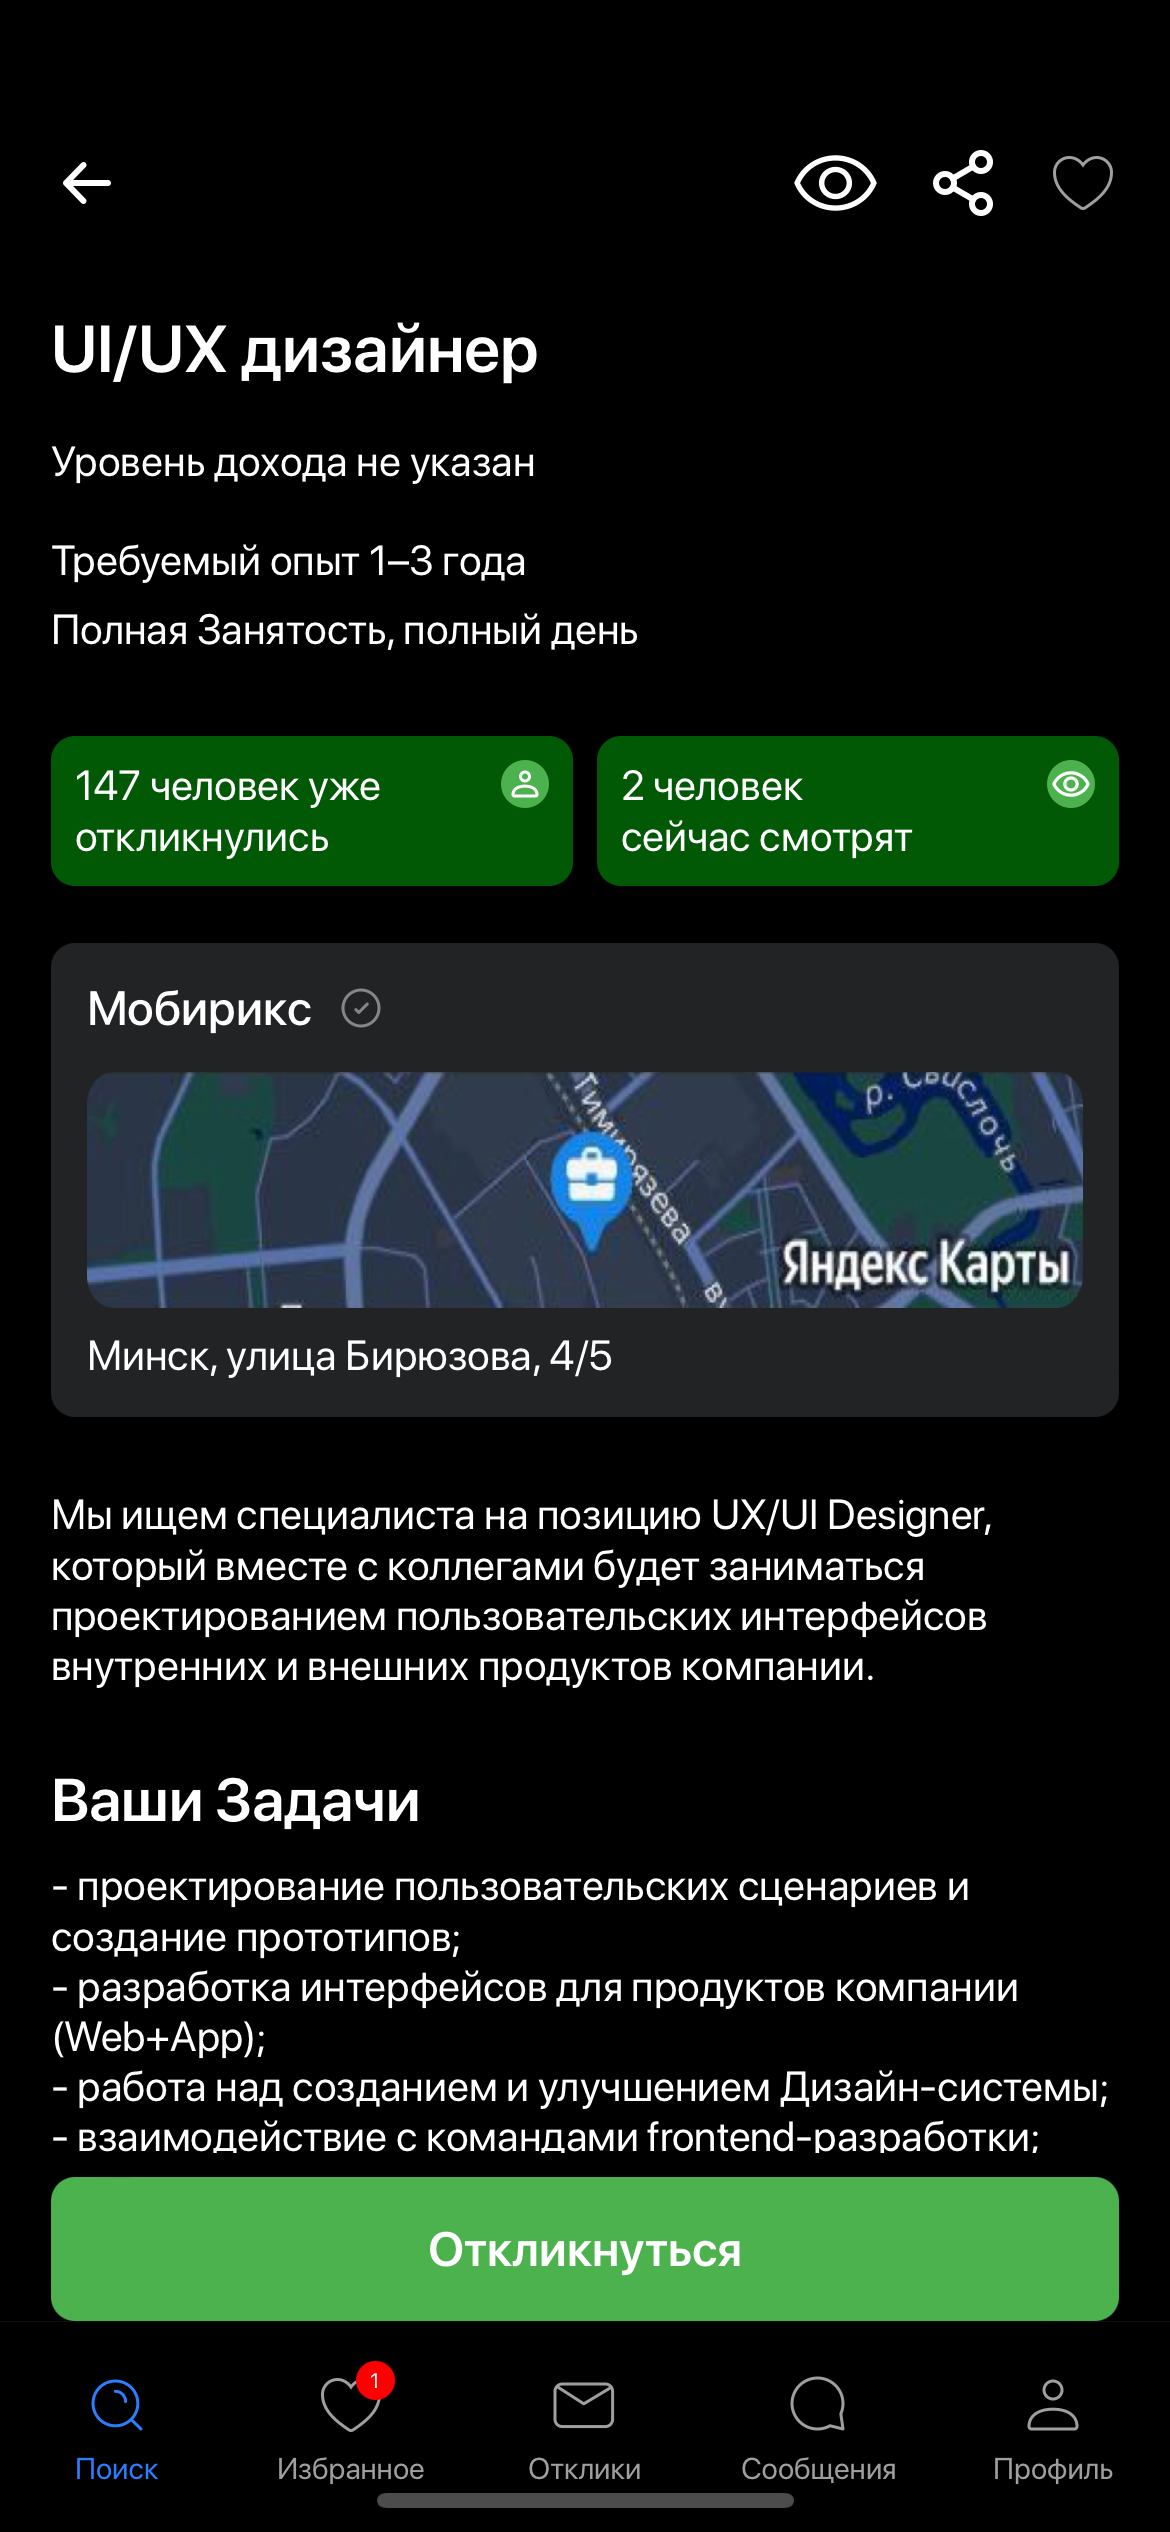 UI/UX дизайнер
Уровень дохода не указан
Требуемый опыт 1–3 года
Полная Занятость, полный день
147 человек уже
откликнулись
2 человек
сейчас смотрят
Мобирикс
р. Свислочь
Тимирязева
Яндекс Карты
Минск, улица Бирюзова, 4/5
Мы ищем специалиста на позицию UX/UI Designer,
который вместе с коллегами будет заниматься
проектированием пользовательских интерфейсов
внутренних и внешних продуктов компании.
Ваши Задачи
- проектирование пользовательских сценариев и
создание прототипов;
- разработка интерфейсов для продуктов компании
(Web+App);
- работа над созданием и улучшением Дизайн-системы;
- взаимодействие с командами frontend-разработки;
Откликнуться
1
Поиск
Избранное
Отклики
Сообщения
Профиль